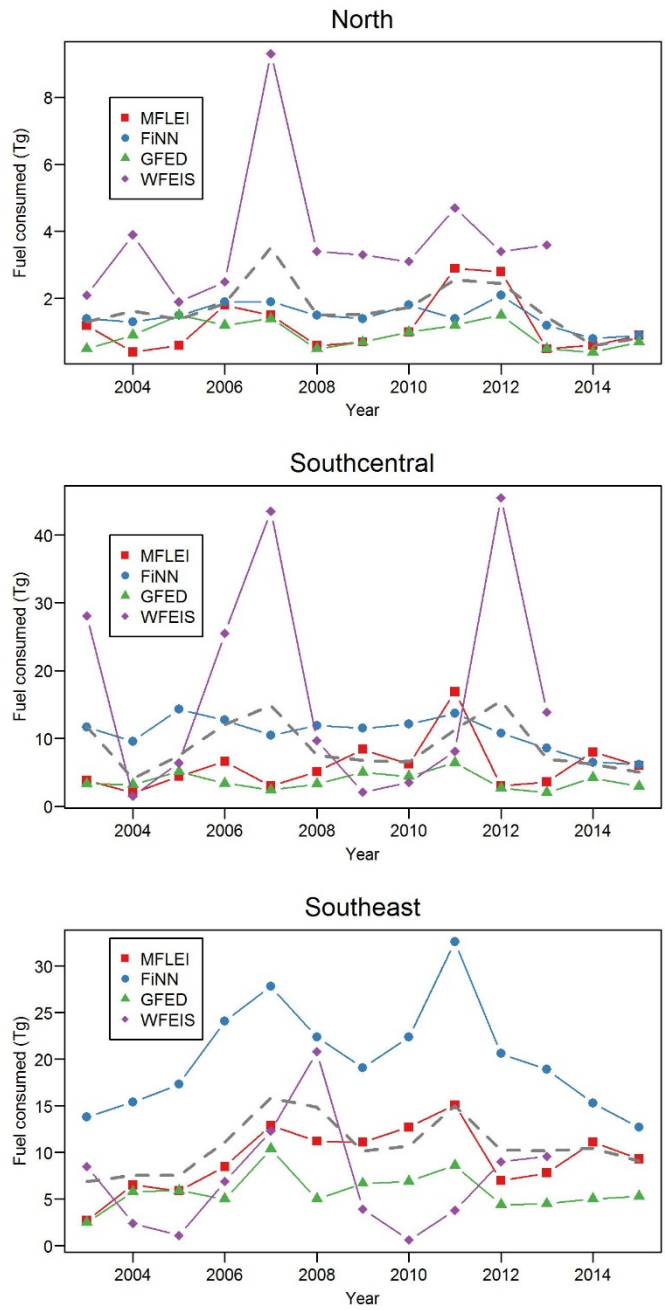 North
Fuel consumed (Tg)
8
6
4
2
MFLEI
FiNN
GFED
WFEIS
2004 2006 2008 2010 2012 2014
Year
Southcentral
Fuel consumed (Tg)
40
30
20
10
0
MFLEI
FiNN
GFED
WFEIS
2004 2006 2008 2010 2012 2014
Year
Southeast
Fuel consumed (Tg)
30
25
20
15
10
5
0
MFLEI
FiNN
GFED
WFEIS
2004 2006 2008 2010 2012 2014
Year